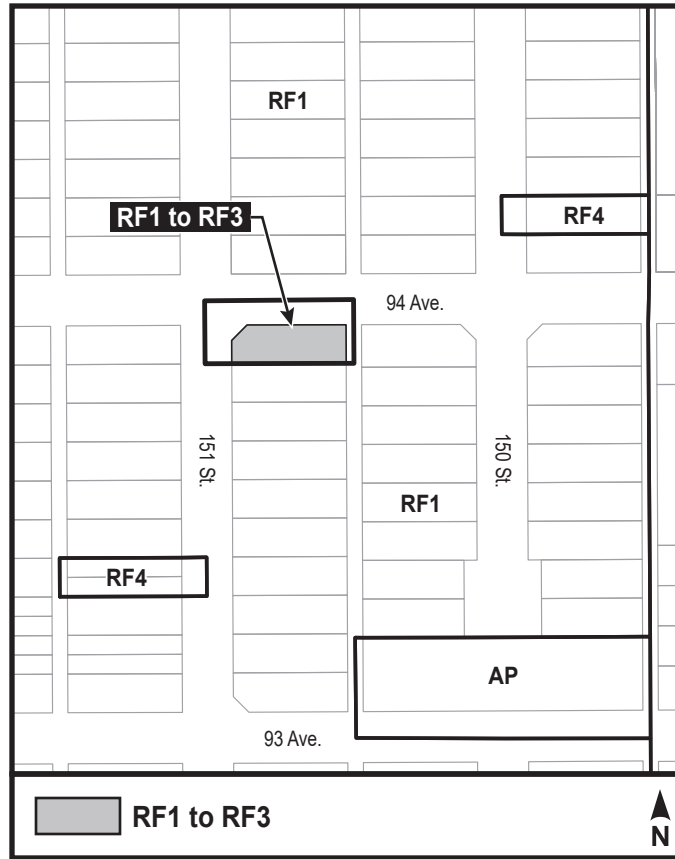 RF1
RF4
RF1 to RF3
94 Ave.
151 St.
150 St.
RF1
RF4
AP
93 Ave.
RF1 to RF3
N